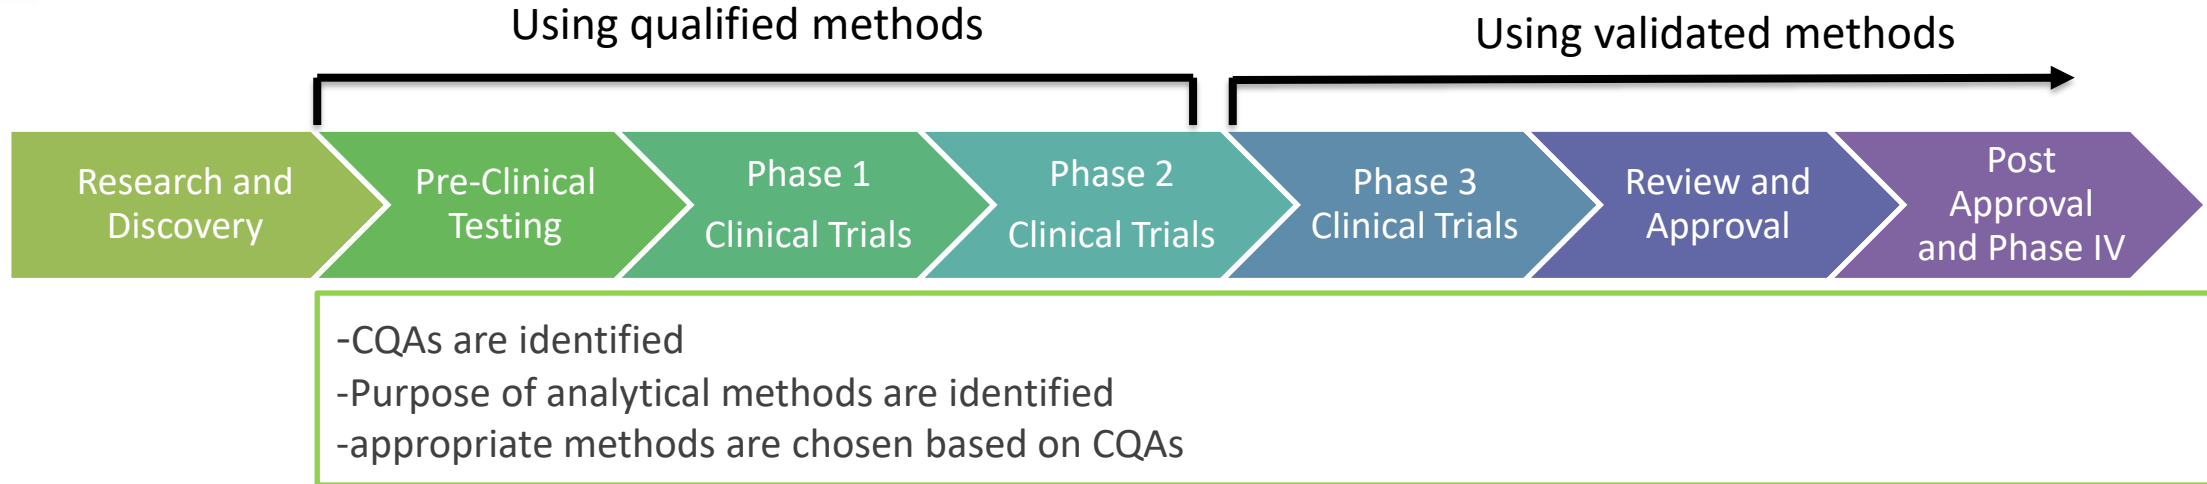 Using qualified methods
Using validated methods
Research and
Discovery
Pre-Clinical
Testing
Phase 1
Clinical Trials
Phase 2
Clinical Trials
Phase 3
Clinical Trials
Review and
Approval
Post
Approval
and Phase IV
-CQAs are identified
-Purpose of analytical methods are identified
-appropriate methods are chosen based on CQAs